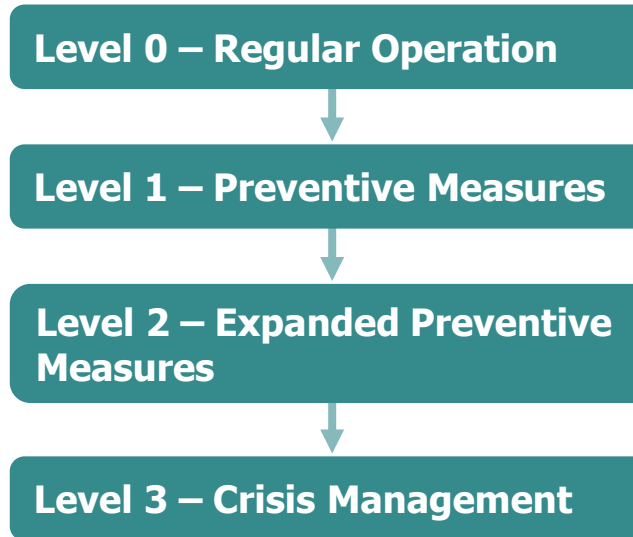 Level 0 – Regular Operation
Level 1 – Preventive Measures
Level 2 – Expanded Preventive
Measures
Level 3 – Crisis Management